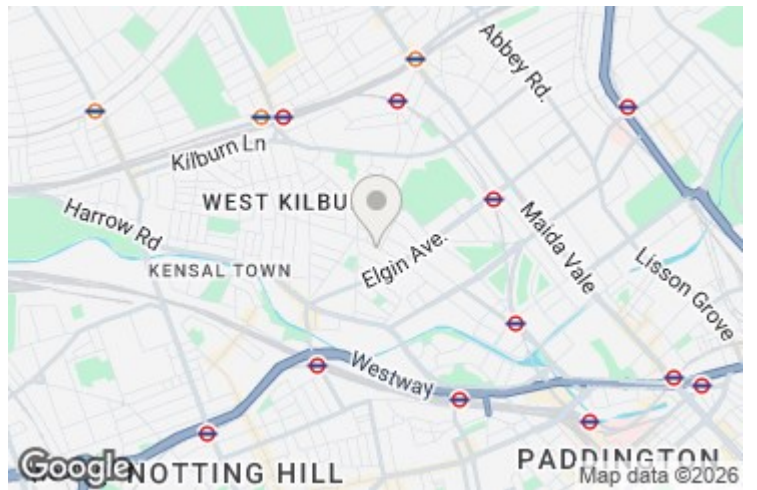 Abbey Rd.
Kilburn Ln
WEST KILBU
Harrow Rd
Elgin Ave.
Maida Vale
KENSAL TOWN
Lisson Grove
Westway
NOTTING HILL
PADDINGTON
Google
Map data ©2026